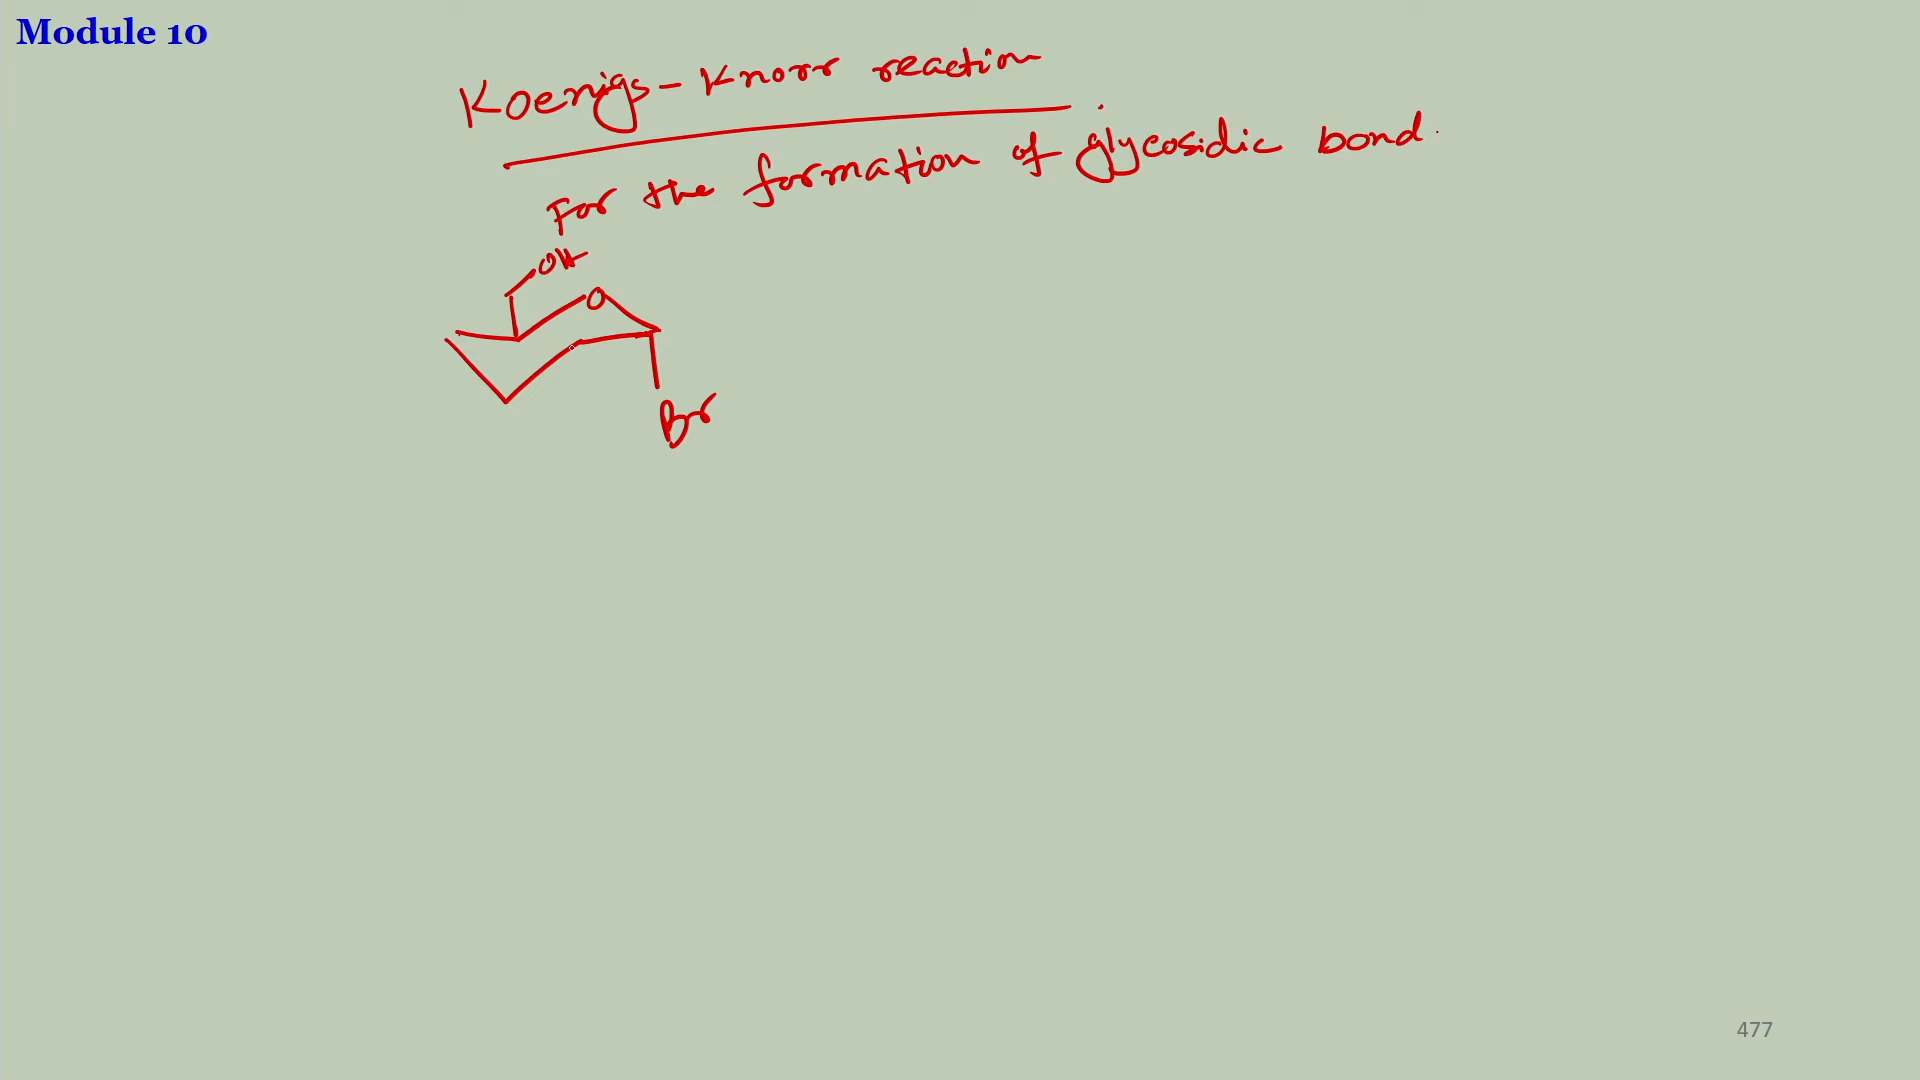 Module 10
Koenigs-Knorr reaction
For the formation of glycosidic bond.
OH
O
Br
477